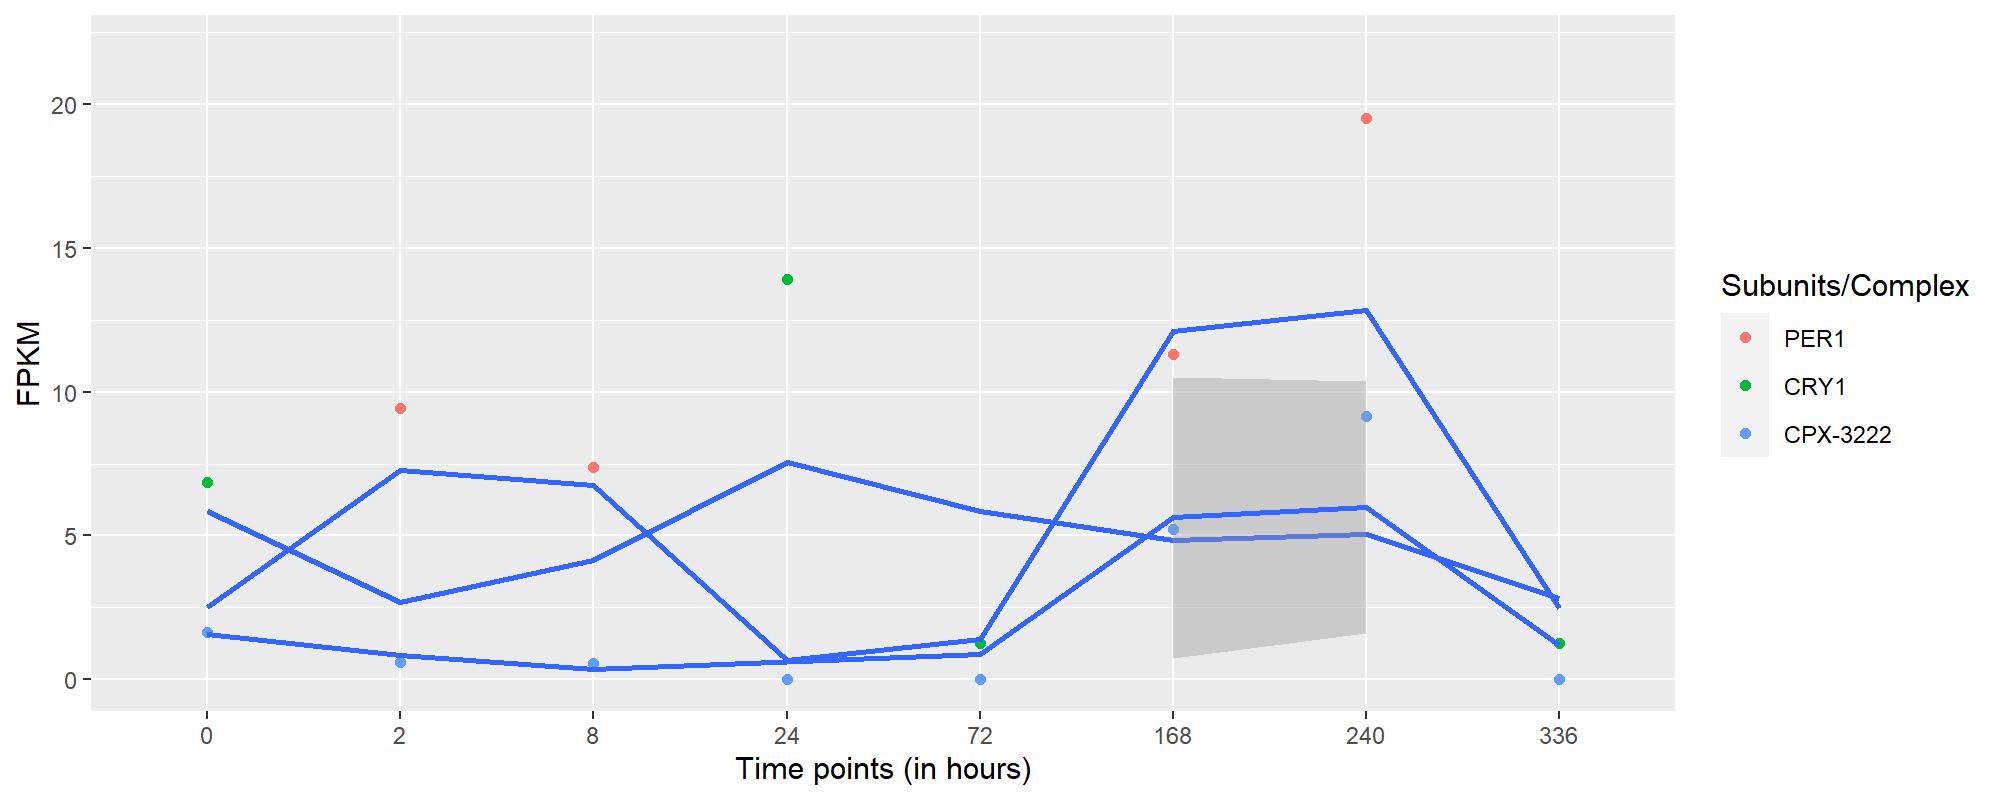 20
15
10
5
0
FPKM
0 2 8 24 72 168 240 336
Time points (in hours)
Subunits/Complex
PER1
CRY1
CPX-3222